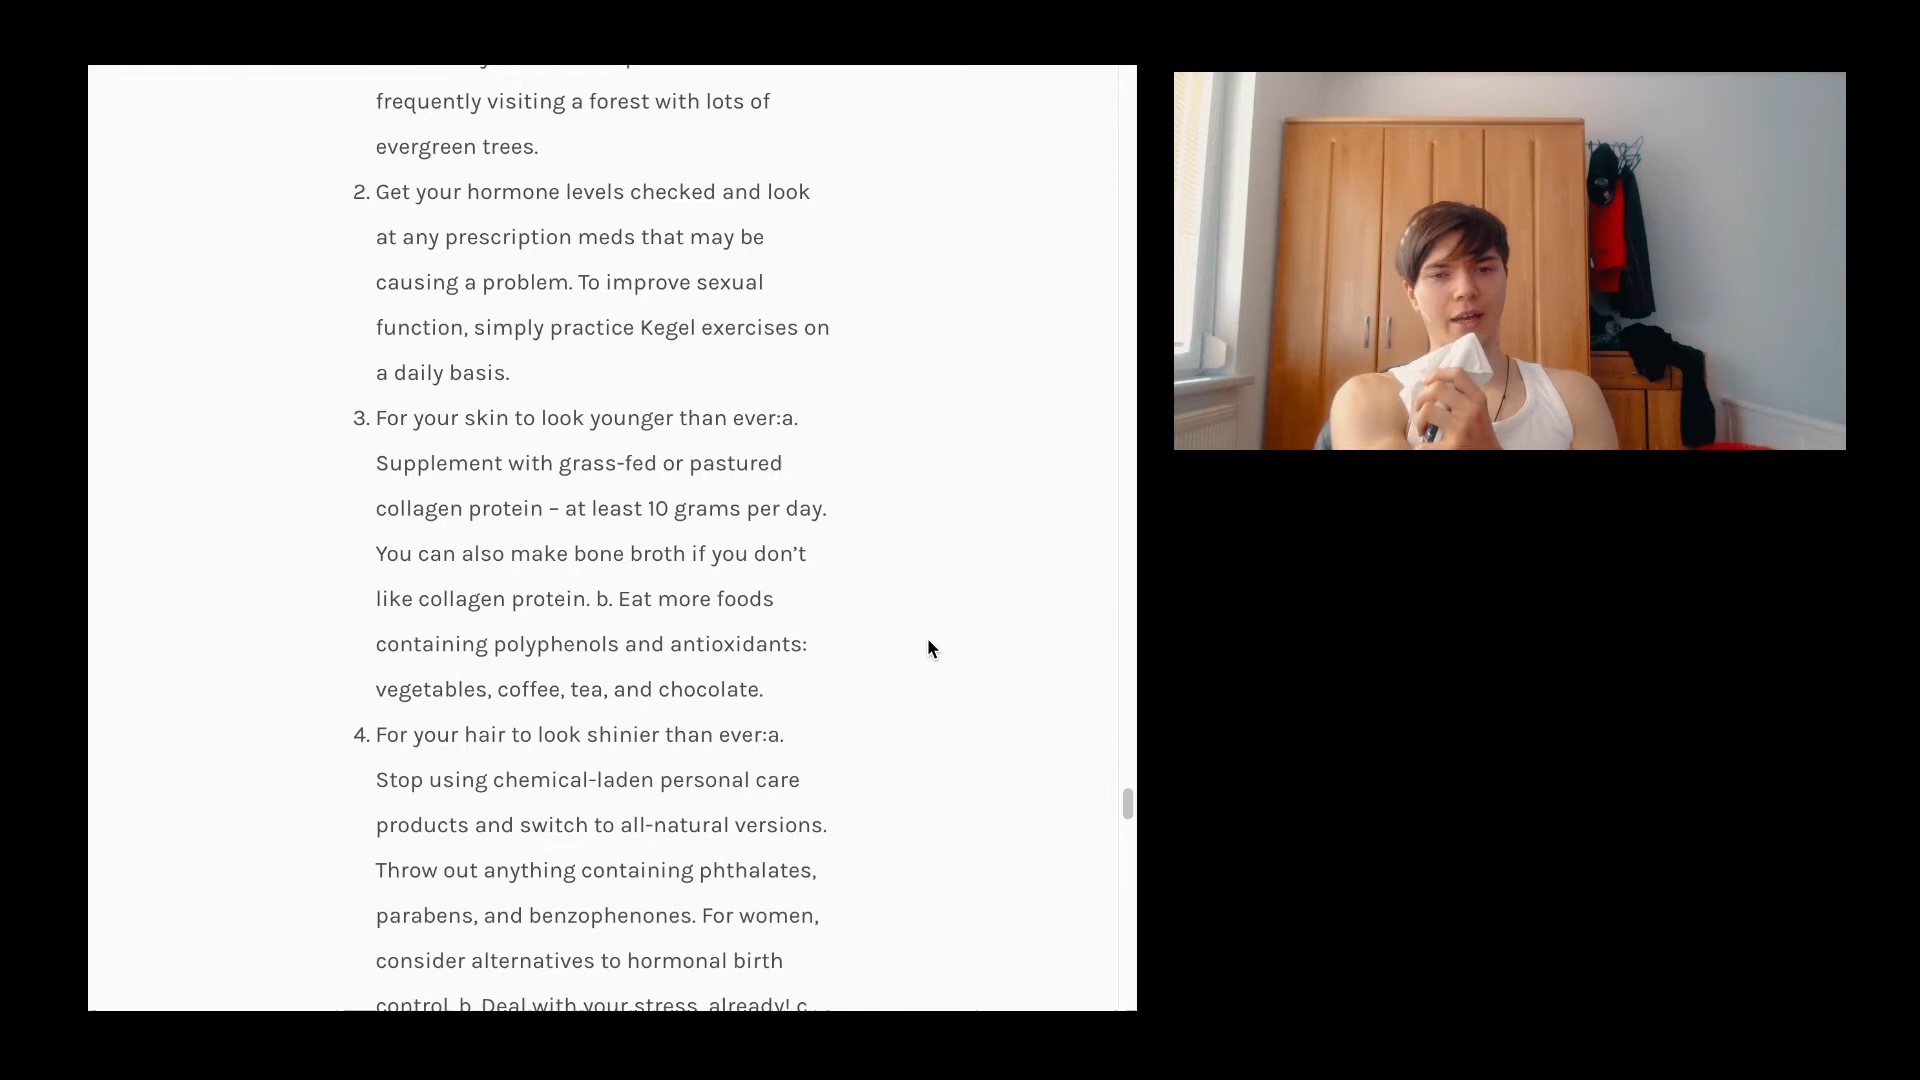 frequently visiting a forest with lots of
evergreen trees.
2. Get your hormone levels checked and look
at any prescription meds that may be
causing a problem. To improve sexual
function, simply practice Kegel exercises on
a daily basis.
3. For your skin to look younger than ever:a.
Supplement with grass-fed or pastured
collagen protein – at least 10 grams per day.
You can also make bone broth if you don’t
like collagen protein. b. Eat more foods
containing polyphenols and antioxidants:
vegetables, coffee, tea, and chocolate.
4. For your hair to look shinier than ever:a.
Stop using chemical-laden personal care
products and switch to all-natural versions.
Throw out anything containing phthalates,
parabens, and benzophenones. For women,
consider alternatives to hormonal birth
control. b. Deal with your stress, already! c.